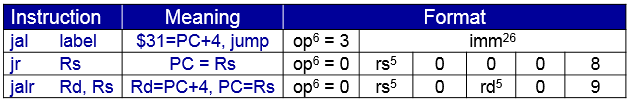 Instruction Meaning Format
jal label $31=PC+4, jump op⁶ = 3 imm²⁶
jr Rs PC = Rs op⁶ = 0 rs⁵ 0 0 0 8
jalr Rd, Rs Rd=PC+4, PC=Rs op⁶ = 0 rs⁵ 0 rd⁵ 0 9